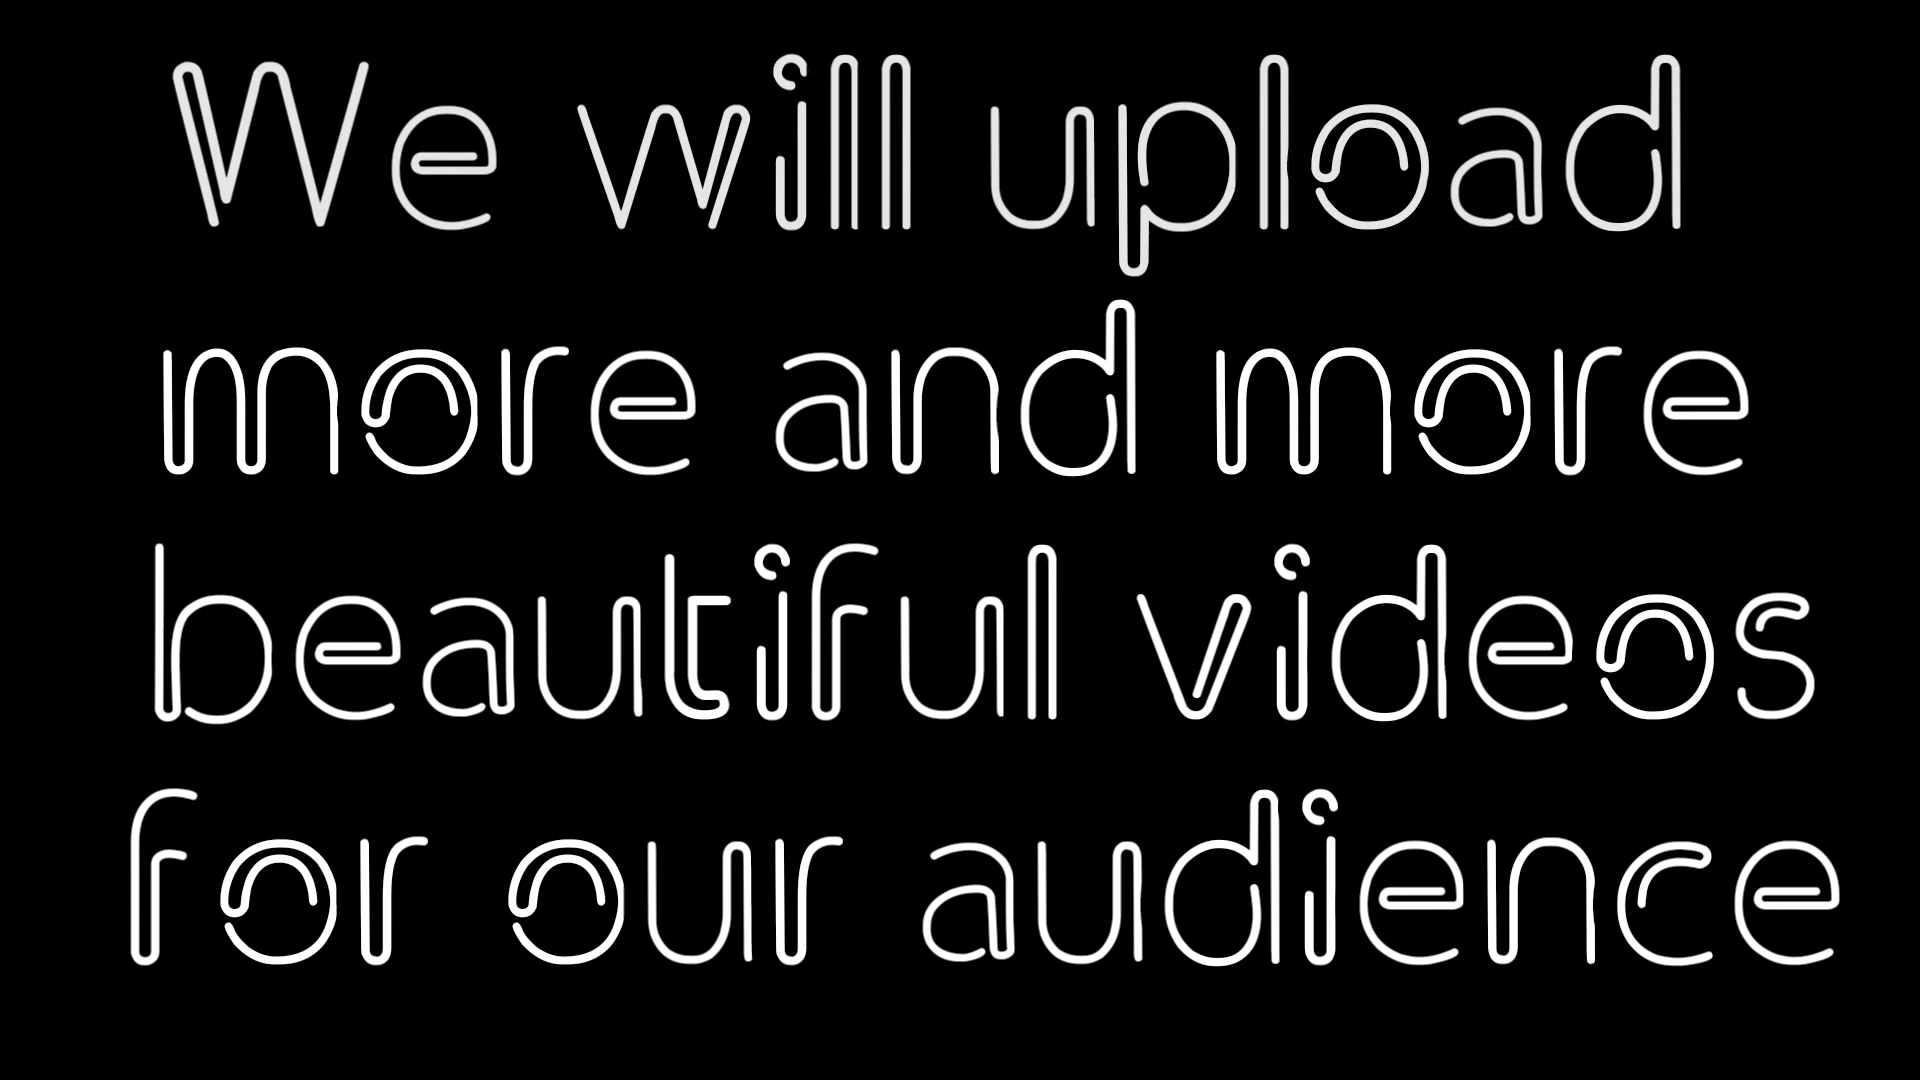 We will upload
more and more
beautiful videos
for our audience